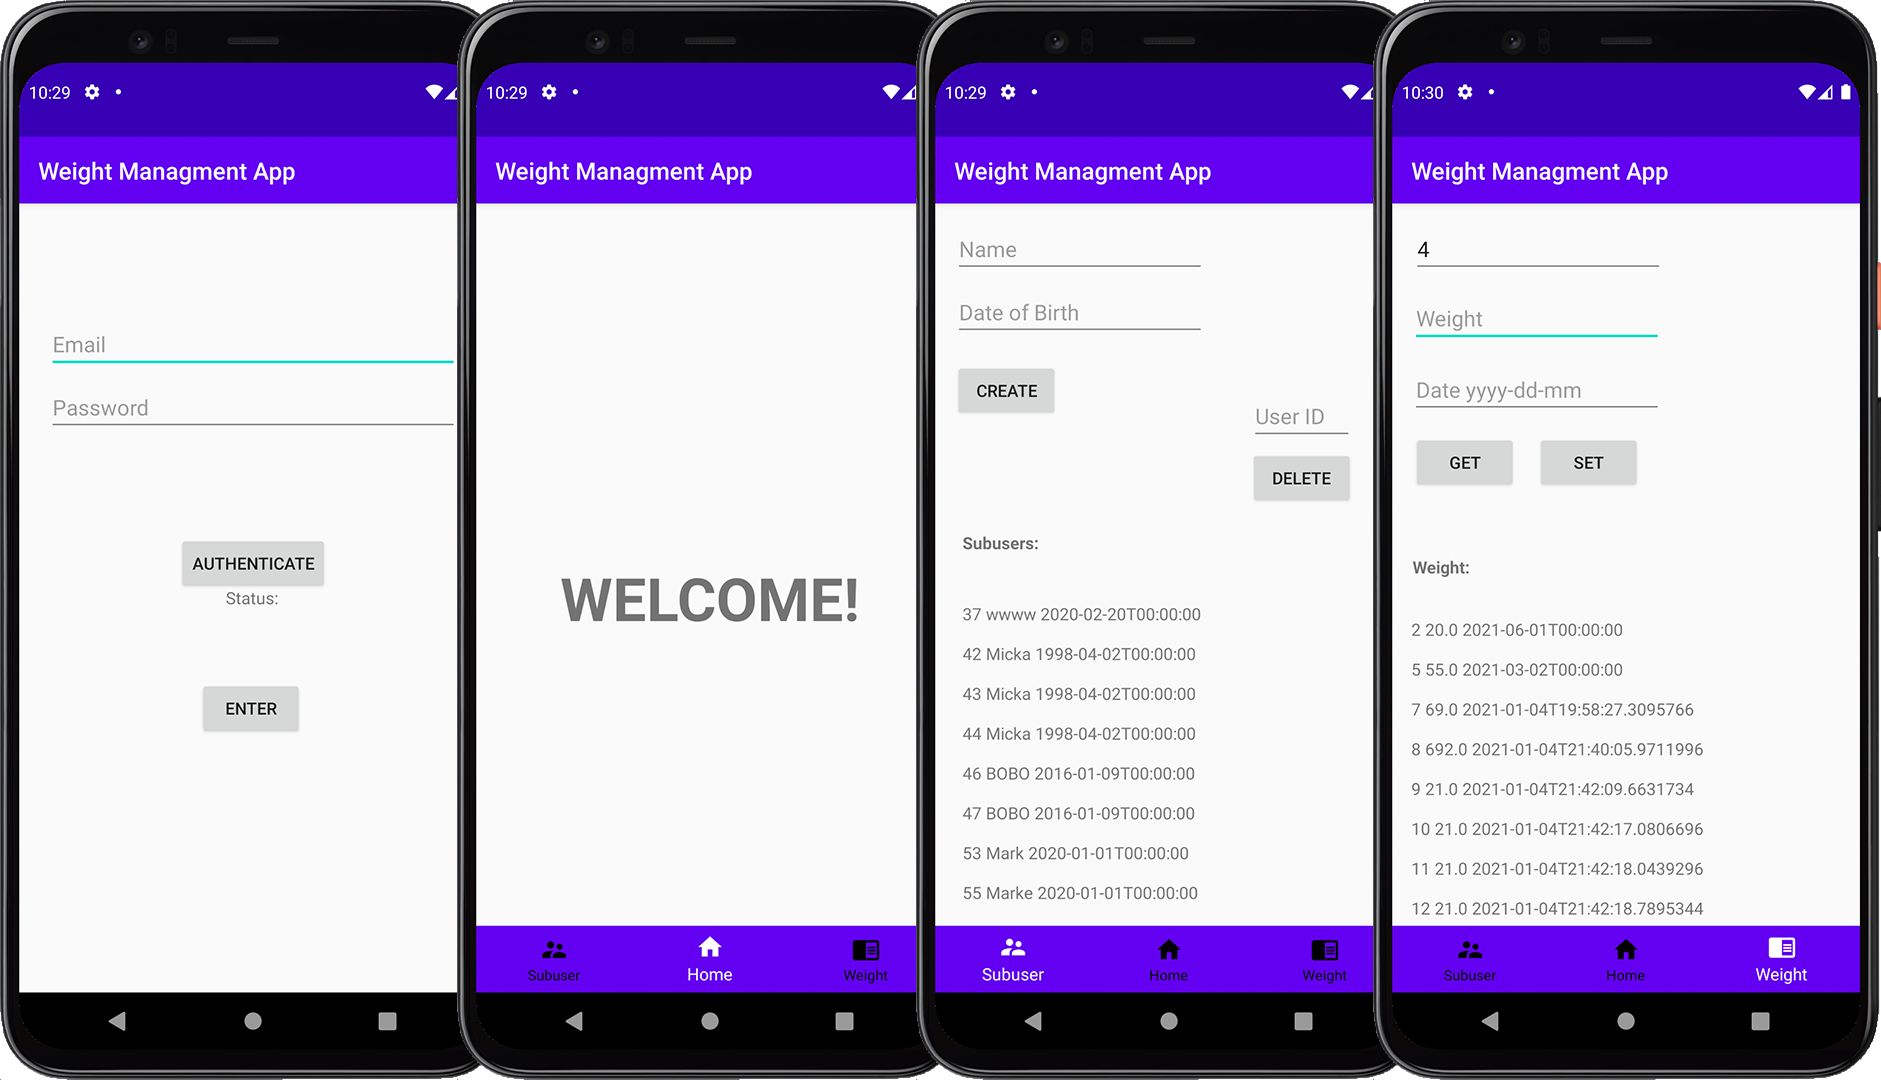 10:29
Weight Managment App
Email
Password
AUTHENTICATE
Status:
ENTER
10:29
Weight Managment App
WELCOME!
Subuser
Home
Weight
10:29
Weight Managment App
Name
Date of Birth
CREATE
User ID
DELETE
Subusers:
37 wwww 2020-02-20T00:00:00
42 Micka 1998-04-02T00:00:00
43 Micka 1998-04-02T00:00:00
44 Micka 1998-04-02T00:00:00
46 BOBO 2016-01-09T00:00:00
47 BOBO 2016-01-09T00:00:00
53 Mark 2020-01-01T00:00:00
55 Marke 2020-01-01T00:00:00
Subuser
Home
Weight
10:30
Weight Managment App
4
Weight
Date yyyy-dd-mm
GET
SET
Weight:
2 20.0 2021-06-01T00:00:00
5 55.0 2021-03-02T00:00:00
7 69.0 2021-01-04T19:58:27.3095766
8 692.0 2021-01-04T21:40:05.9711996
9 21.0 2021-01-04T21:42:09.6631734
10 21.0 2021-01-04T21:42:17.0806696
11 21.0 2021-01-04T21:42:18.0439296
12 21.0 2021-01-04T21:42:18.7895344
Subuser
Home
Weight